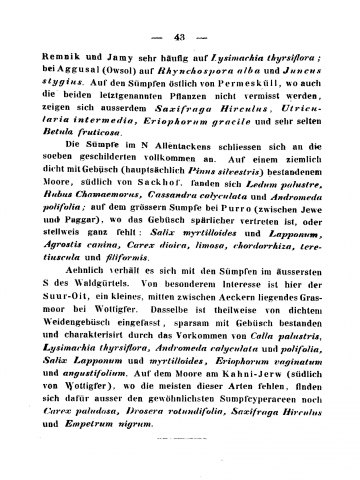 — 43 —
Remnik und Jamy sehr häufig auf Lysimachia thyrsiflora;
bei Aggusal (Owsol) auf Rhynchospora alba und Juncus
stygius. Auf den Sümpfen östlich von Permesküll, wo auch
die beiden letztgenannten Pflanzen nicht vermisst werden,
zeigen sich ausserdem Saxifraga Hirculus, Utricu-
laria intermedia, Eriophorum gracile und sehr selten
Betula fruticosa.
Die Sümpfe im N Allentackens schliessen sich an die
soeben geschilderten vollkommen an. Auf einem ziemlich
dicht mit Gebüsch (hauptsächlich Pinus silvestris) bestandenem
Moore, südlich von Sackhof, fanden sich Ledum palustre,
Rubus Chamaemorus, Cassandra calyculata und Andromeda
polifolia; auf dem grössern Sumpfe bei Purro (zwischen Jewe
und Paggar), wo das Gebüsch spärlicher vertreten ist, oder
stellweis ganz fehlt: Salix myrtilloides und Lapponum,
Agrostis canina, Carex dioica, limosa, chordorrhiza, tere-
tiuscula und filiformis.
Aehnlich verhält es sich mit den Sümpfen im äussersten
S des Waldgürtels. Von besonderem Interesse ist hier der
Suur-Oit, ein kleines, mitten zwischen Aeckern liegendes Gras-
moor bei Wottigfer. Dasselbe ist theilweise von dichtem
Weidengebüsch eingefasst, sparsam mit Gebüsch bestanden
und charakterisirt durch das Vorkommen von Calla palustris,
Lysimachia thyrsiflora, Andromeda calyculata und polifolia,
Salix Lapponum und myrtilloides, Eriophorum vaginatum
und angustifolium. Auf dem Moore am Kahni-Jerw (südlich
von Wottigfer), wo die meisten dieser Arten fehlen, finden
sich dafür ausser den gewöhnlichsten Sumpfcyperaceen noch
Carex paludosa, Drosera rotundifolia, Saxifraga Hirculus
und Empetrum nigrum.